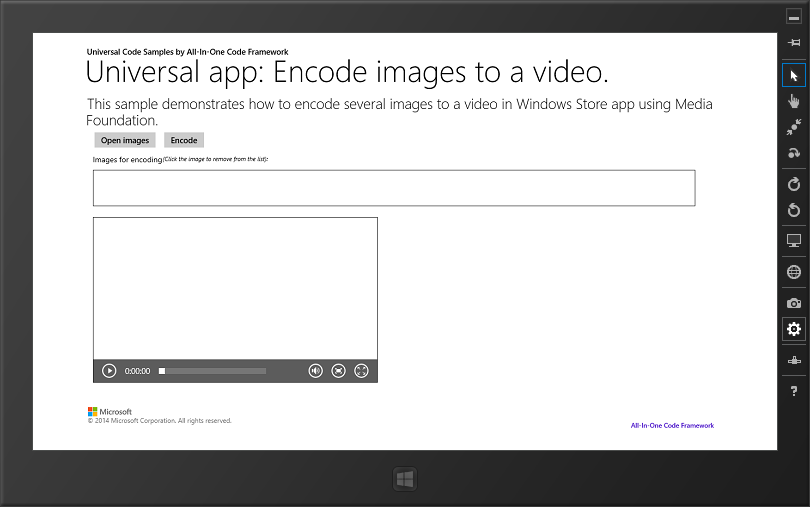 Universal Code Samples by All-In-One Code Framework
Universal app: Encode images to a video.
This sample demonstrates how to encode several images to a video in Windows Store app using Media
Foundation.
Open images Encode
Images for encoding(Click the image to remove from the list):
0:00:00
Microsoft
© 2014 Microsoft Corporation. All rights reserved.
All-In-One Code Framework
?